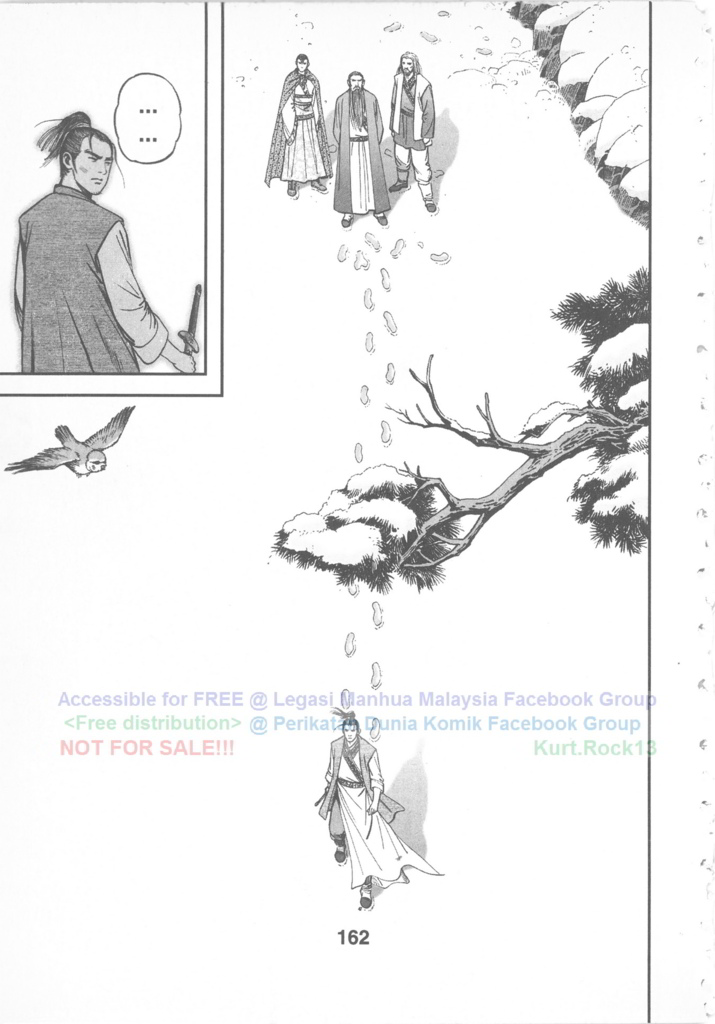 ...
...
Accessible for FREE @ Legasi Manhua Malaysia Facebook Group
<Free distribution> @ Perikatan Dunia Komik Facebook Group
NOT FOR SALE!!! Kurt.Rock13
162